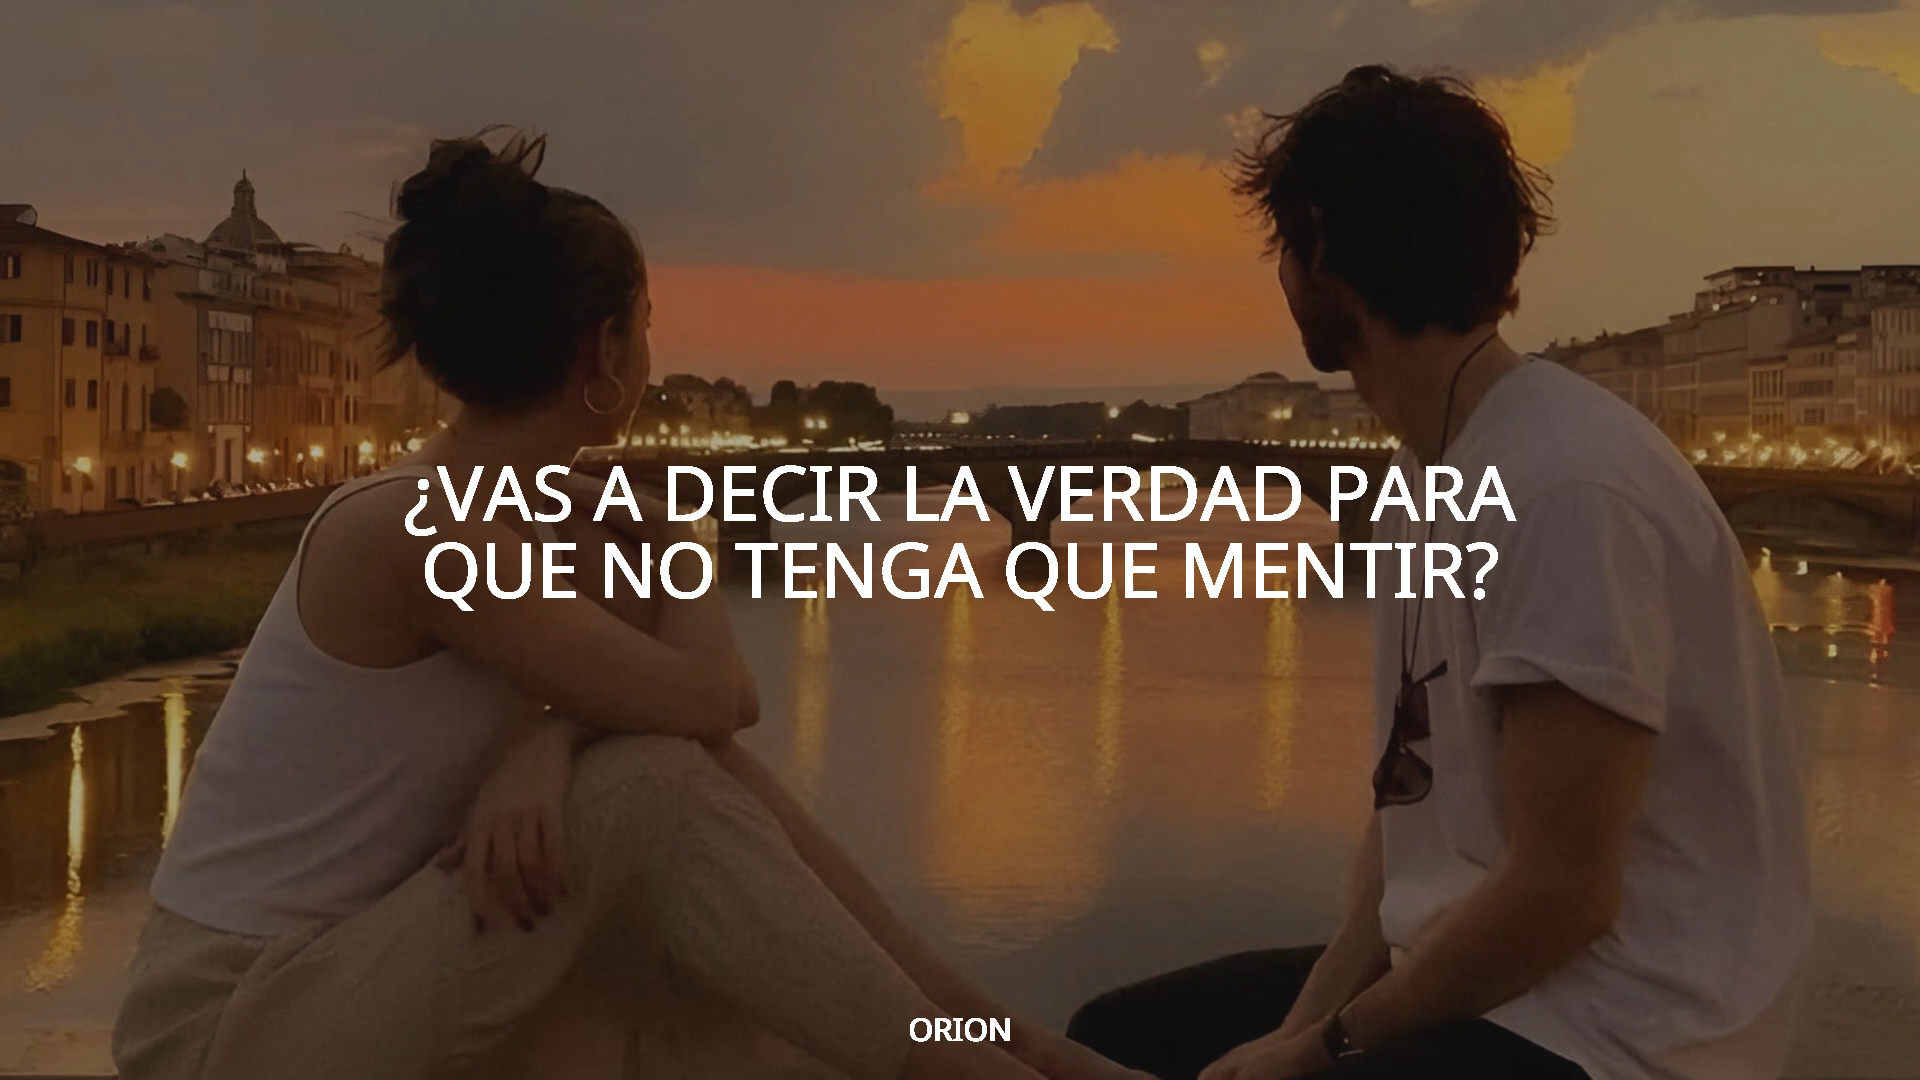 ¿VAS A DECIR LA VERDAD PARA
QUE NO TENGA QUE MENTIR?
ORION